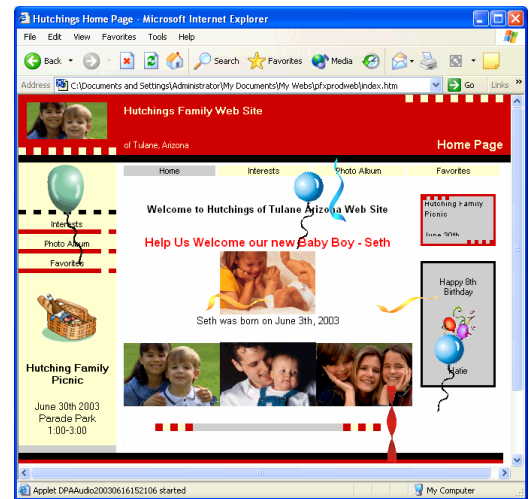 Hutchings Home Page - Microsoft Internet Explorer
File Edit View Favorites Tools Help
Back Search Favorites Media
Address C:\Documents and Settings\Administrator\My Documents\My Webs\pfxprodweb\index.htm Go Links »
Hutchings Family Web Site
of Tulane, Arizona
Home Page
Home Interests Photo Album Favorites
Interests
Photo Album
Favorites
Hutching Family
Picnic
June 30th 2003
Parade Park
1:00-3:00
Welcome to Hutchings of Tulane Arizona Web Site
Help Us Welcome our new Baby Boy - Seth
Seth was born on June 3th, 2003
Hutching Family
Picnic
June 30th
Happy 8th
Birthday
Katie
Applet DPAAudio20030616152106 started My Computer